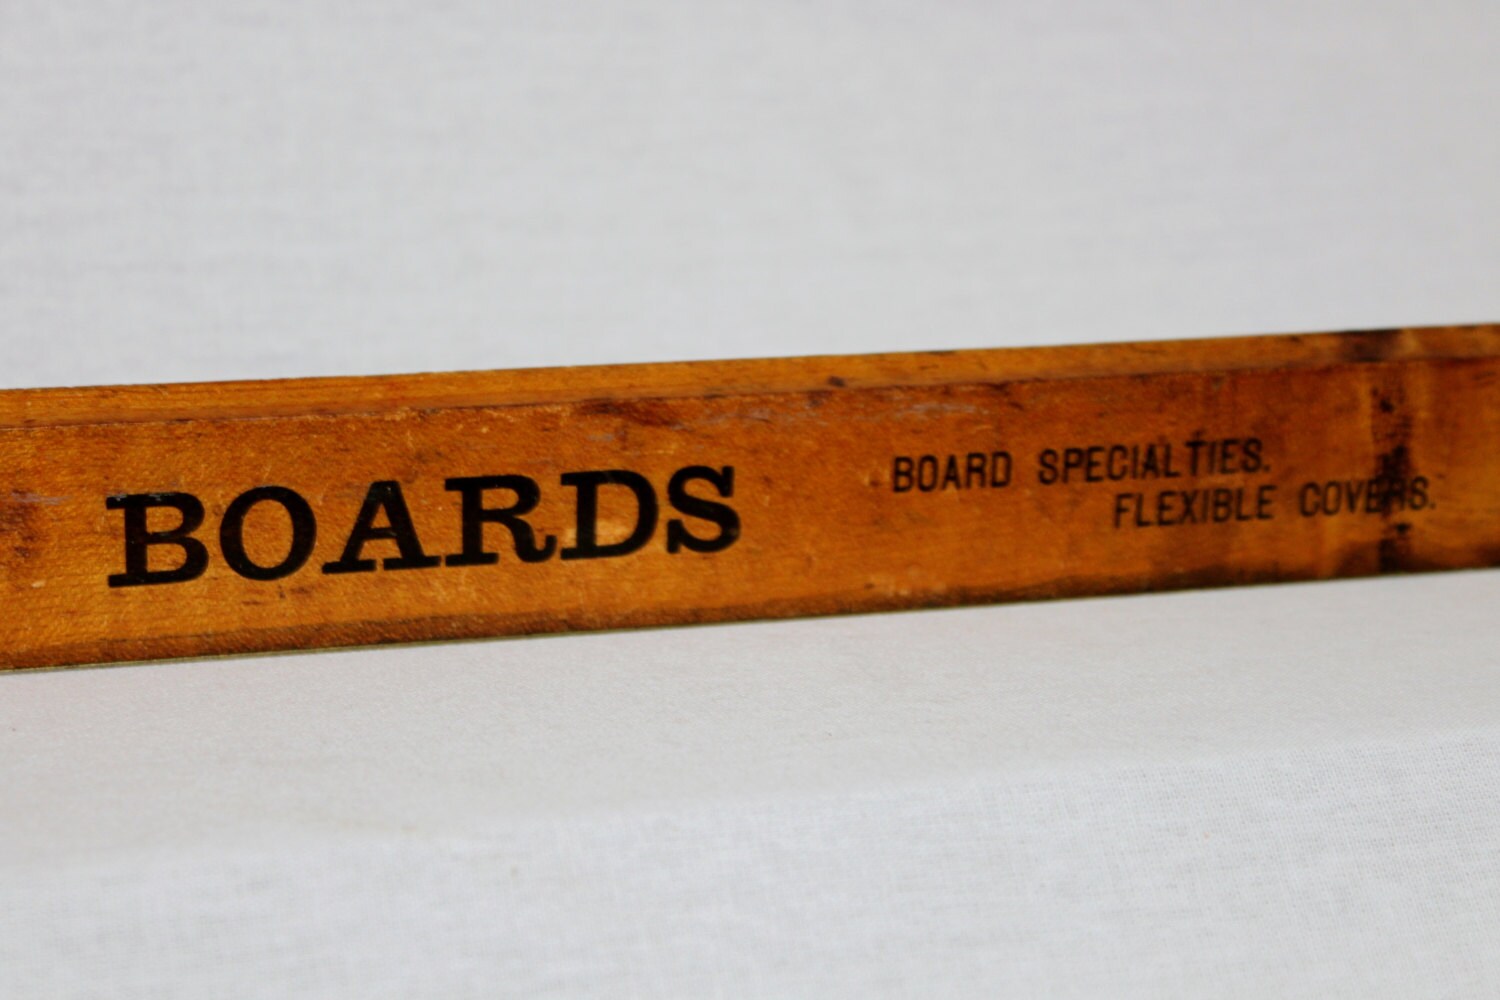 BOARDS
BOARD SPECIALTIES.
FLEXIBLE COVERS.